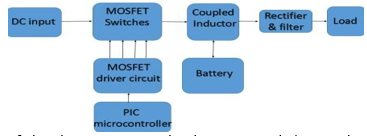 DC input
MOSFET
Switches
Coupled
Inductor
Rectifier
& filter
Load
MOSFET
driver circuit
Battery
PIC
microcontroller